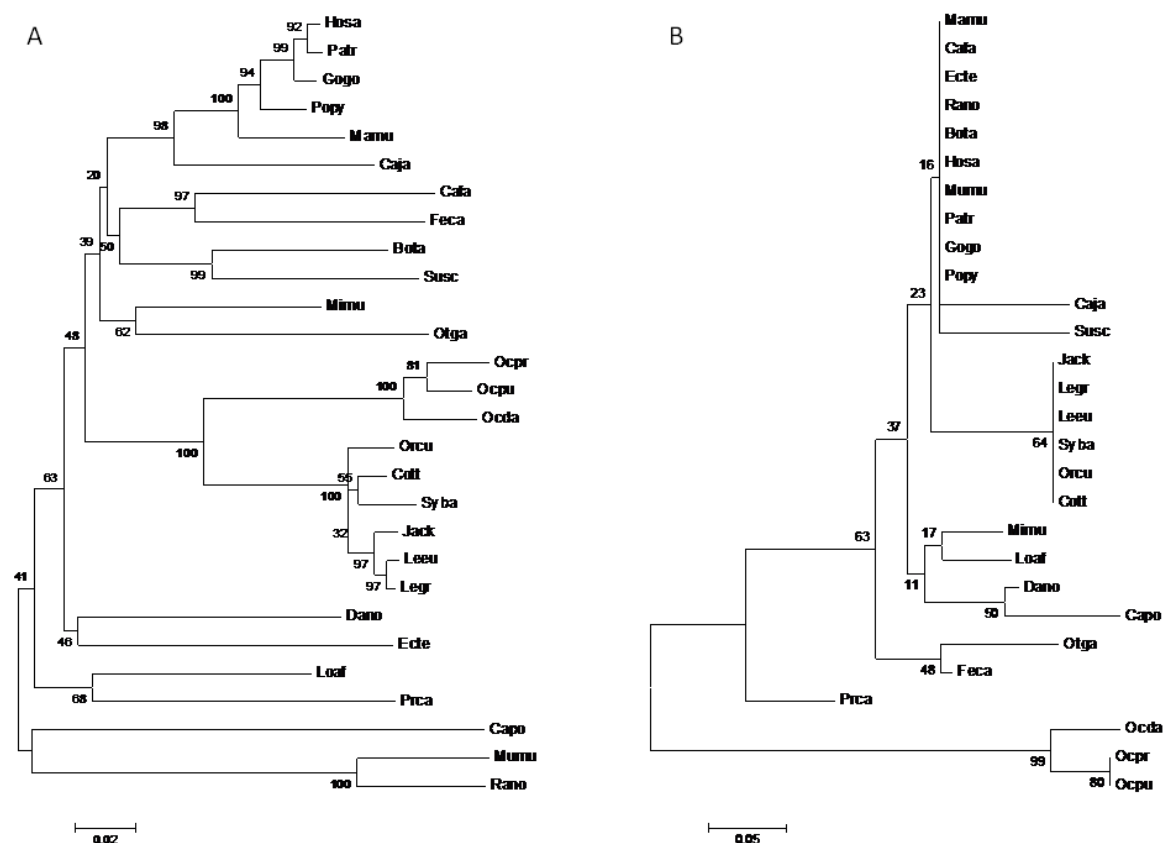 A
92
Hosa
Patr
99
Gogo
94
Popy
100
Mamu
98
Caja
20
97
Cafa
Feca
39
50
Bota
99
Susc
Mimu
62
Otga
48
81
Ocpr
100
Ocpu
Ocda
100
Orcu
55
Cott
100
Syba
63
32
Jack
97
Leeu
97
Legr
41
Dano
46
Ecte
Loaf
68
Prca
Capo
Mumu
100
Rano
0.02
B
Mamu
Cafa
Ecte
Rano
Bota
16
Hosa
Mumu
Patr
Gogo
Popy
23
Caja
Susc
Jack
Legr
Leeu
37
64
Syba
Orcu
Cott
63
17
Mimu
Loaf
11
Dano
90
Capo
Otga
48
Feca
Prca
Ocda
99
Ocpr
80
Ocpu
0.05